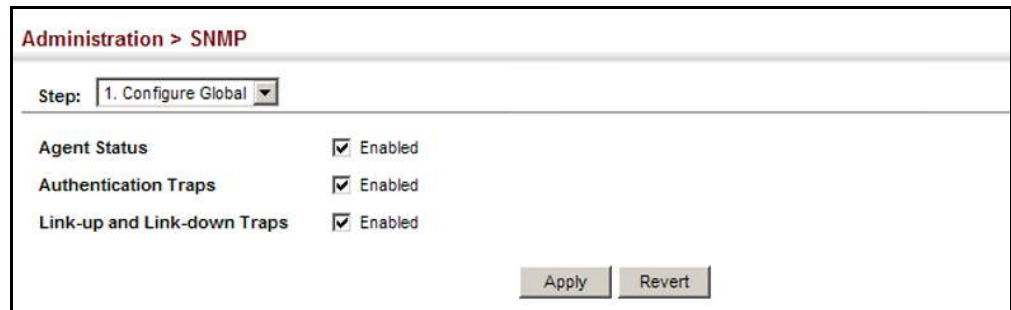 Administration > SNMP
Step: 1. Configure Global
Agent Status Enabled
Authentication Traps Enabled
Link-up and Link-down Traps Enabled
Apply Revert